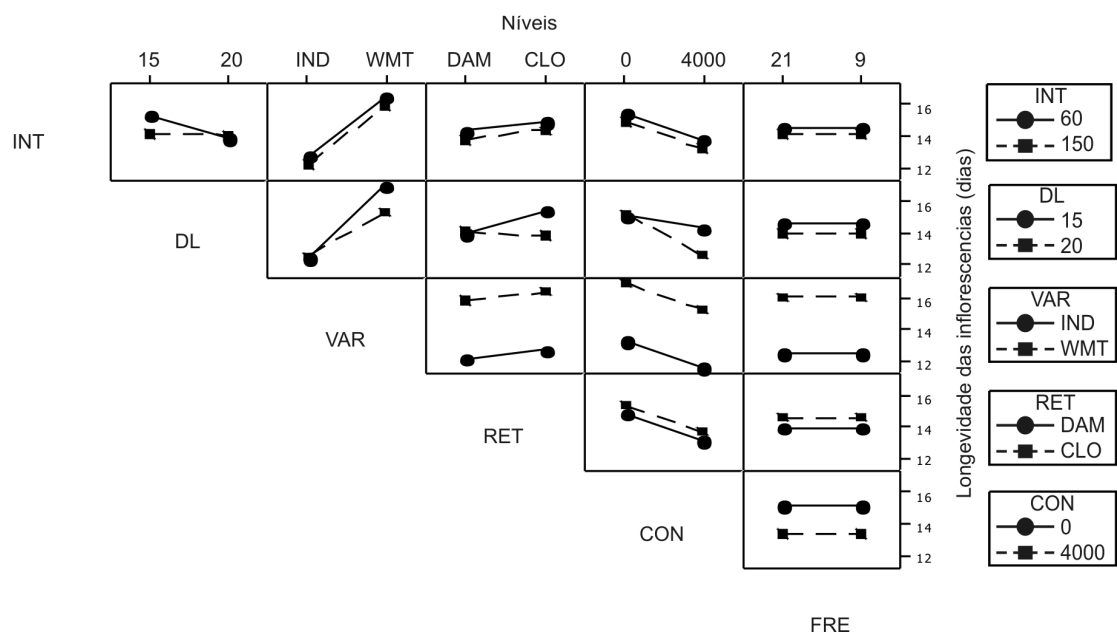 Níveis
15 20 IND WMT DAM CLO 0 4000 21 9
INT
16
14
12
INT
60
150
DL
16
14
12
DL
15
20
VAR
16
14
12
VAR
IND
WMT
RET
16
14
12
RET
DAM
CLO
CON
16
14
12
CON
0
4000
FRE
Longevidade das inflorescencias (dias)